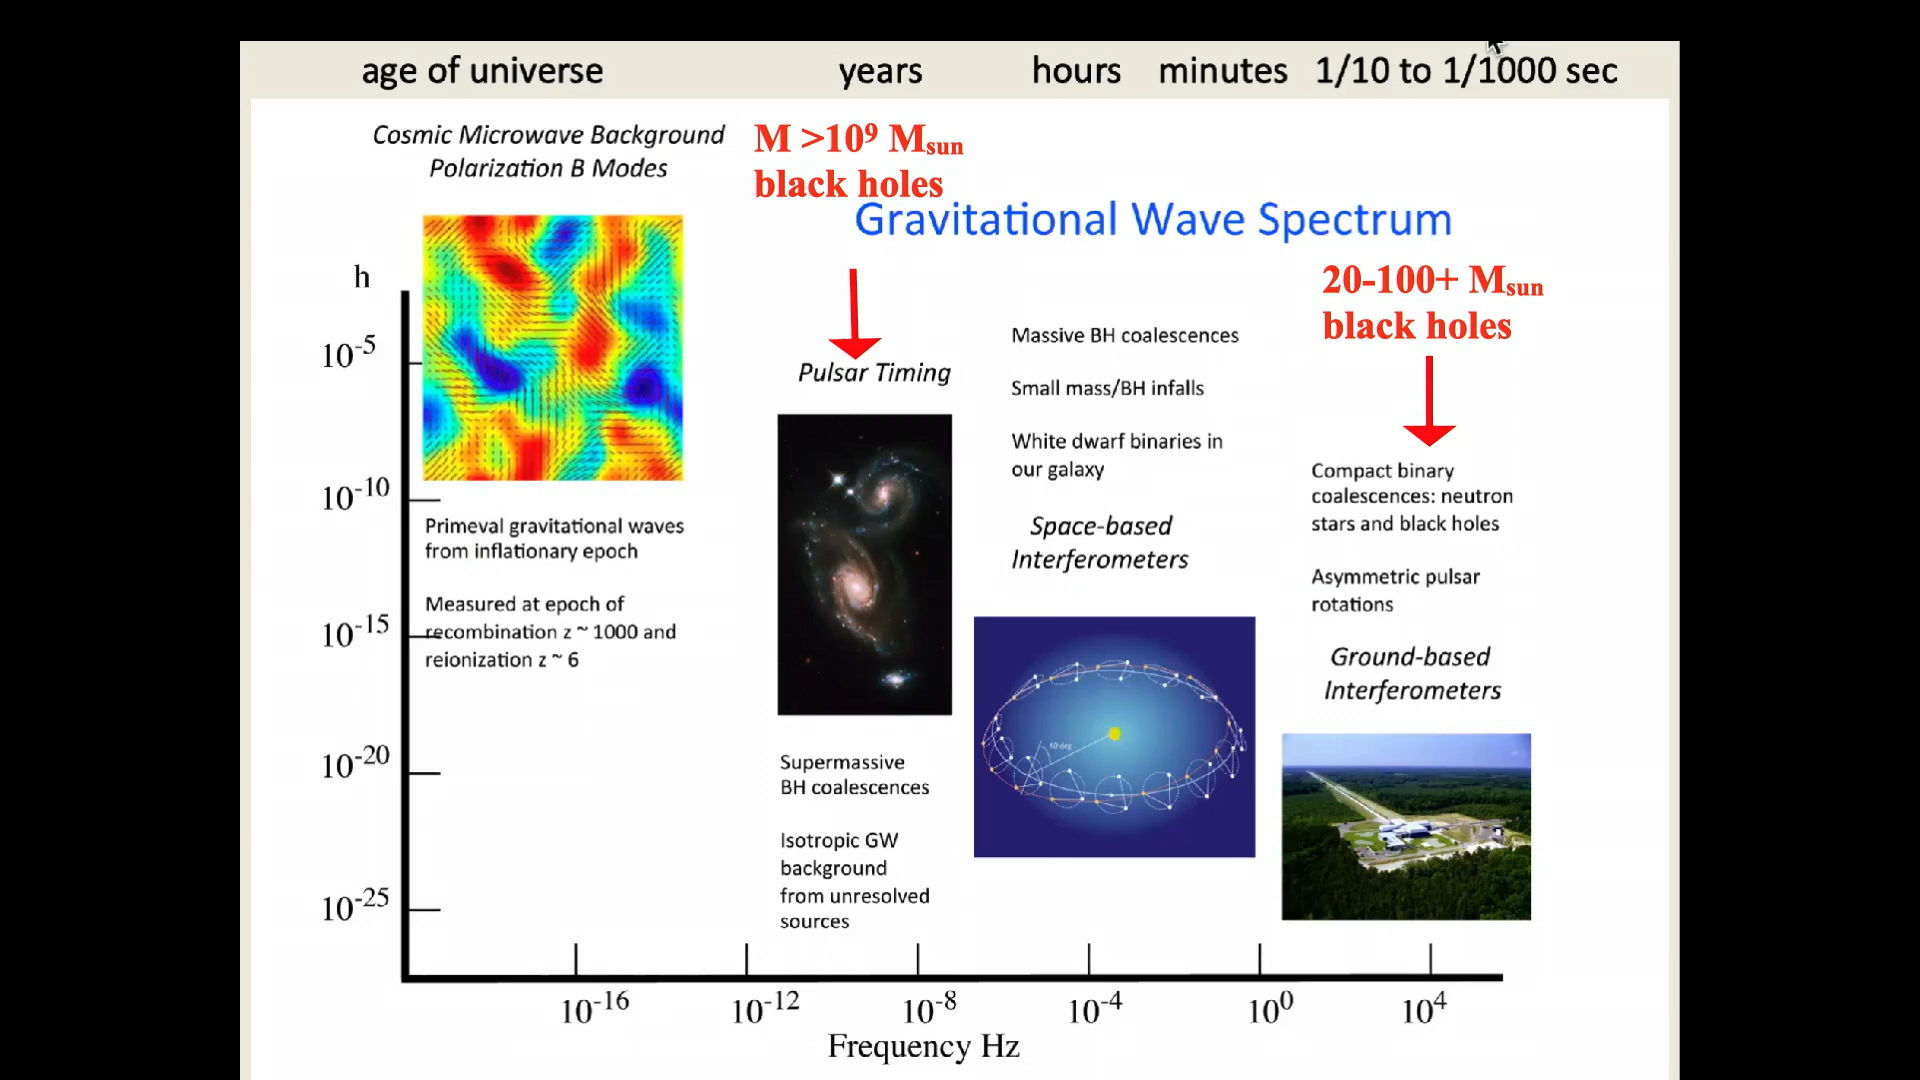 age of universe years hours minutes 1/10 to 1/1000 sec
Cosmic Microwave Background
Polarization B Modes
M >10⁹ Msun
black holes
Gravitational Wave Spectrum
20-100+ Msun
black holes
h
10-5
10-10
10-15
10-20
10-25
Primeval gravitational waves
from inflationary epoch
Measured at epoch of
recombination z ~ 1000 and
reionization z ~ 6
Pulsar Timing
Supermassive
BH coalescences
Isotropic GW
background
from unresolved
sources
Massive BH coalescences
Small mass/BH infalls
White dwarf binaries in
our galaxy
Space-based
Interferometers
60 deg
Compact binary
coalescences: neutron
stars and black holes
Asymmetric pulsar
rotations
Ground-based
Interferometers
10-16 10-12 10-8 10-4 100 104
Frequency Hz